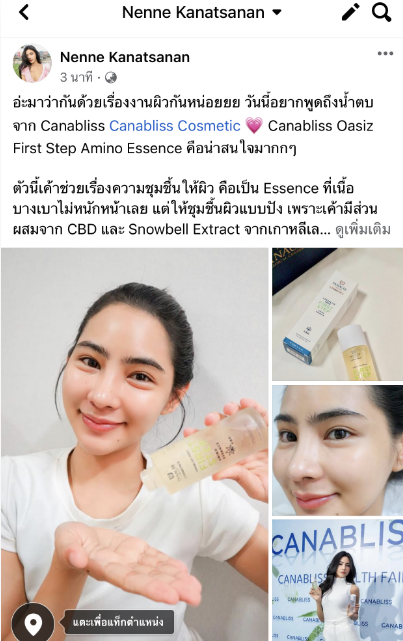 Nenne Kanatsanan
Nenne Kanatsanan
3 นาที ·
อ่ะมาว่ากันด้วยเรื่องงานผิวกันหน่อยยย วันนี้อยากพูดถึงน้ำตบ
จาก Canabliss Canabliss Cosmetic 💗 Canabliss Oasiz
First Step Amino Essence คือน่าสนใจมากกๆ
ตัวนี้เค้าช่วยเรื่องความชุมชื้นให้ผิว คือเป็น Essence ที่เนื้อ
บางเบาไม่หนักหน้าเลย แต่ให้ชุมชื้นผิวแบบปัง เพราะเค้ามีส่วน
ผสมจาก CBD และ Snowbell Extract จากเกาหลีเล... ดูเพิ่มเติม
CANABLISS
CANABLISS
HEALTH FAIR
CANABLISS
แตะเพื่อแท็กตำแหน่ง